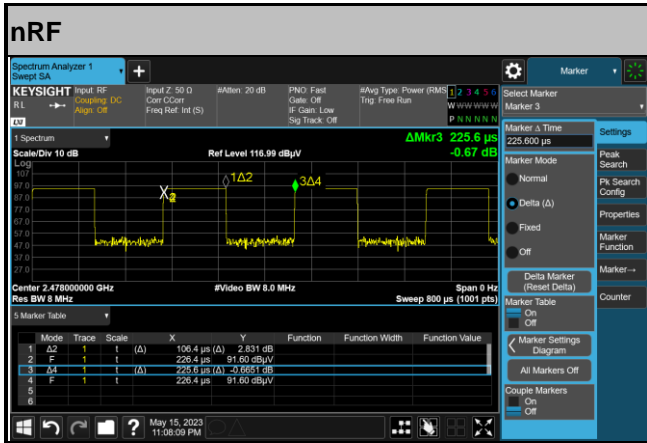 nRF
Spectrum Analyzer 1
Swept SA
Marker
KEYSIGHT
RL
LXI
Input: RF
Coupling: DC
Align: Off
Input Z: 50 Ω
Corr CCorr
Freq Ref: Int (S)
#Atten: 20 dB
PNO: Fast
Gate: Off
IF Gain: Low
Sig Track: Off
#Avg Type: Power (RMS
Trig: Free Run
1 2 3 4 5 6
W W W W W W
P N N N N N
Select Marker
Marker 3
1 Spectrum
Scale/Div 10 dB
Ref Level 116.99 dBµV
ΔMkr3 225.6 µs
-0.67 dB
Log
107
97.0
87.0
77.0
67.0
57.0
47.0
37.0
27.0
1Δ2
3Δ4
Center 2.478000000 GHz
Res BW 8 MHz
#Video BW 8.0 MHz
Span 0 Hz
Sweep 800 µs (1001 pts)
5 Marker Table
Mode Trace Scale X Y Function Function Width Function Value
1 Δ2 1 t (Δ) 106.4 µs (Δ) 2.831 dB
2 F 1 t 226.4 µs 91.60 dBµV
3 Δ4 1 t (Δ) 225.6 µs (Δ) -0.6651 dB
4 F 1 t 226.4 µs 91.60 dBµV
5
6
Marker Δ Time
225.600 µs
Marker Mode
Normal
Delta (Δ)
Fixed
Off
Delta Marker
(Reset Delta)
Marker Table
On
Off
Marker Settings
Diagram
All Markers Off
Couple Markers
On
Off
Settings
Peak
Search
Pk Search
Config
Properties
Marker
Function
Marker→
Counter
?
May 15, 2023
11:08:09 PM